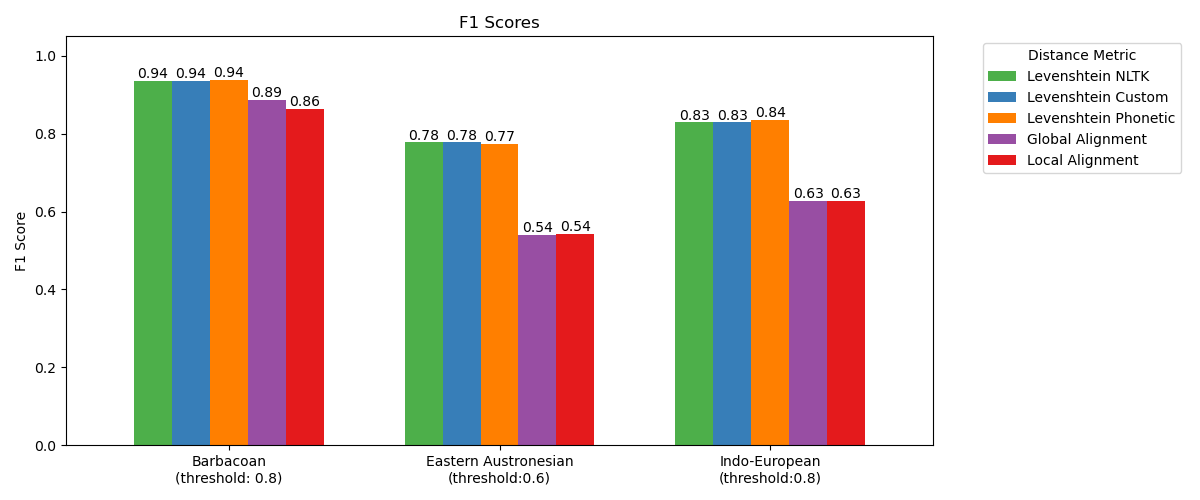 F1 Scores
F1 Score
1.0
0.8
0.6
0.4
0.2
0.0
0.94 0.94 0.94 0.89 0.86
0.78 0.78 0.77 0.54 0.54
0.83 0.83 0.84 0.63 0.63
Barbacoan
(threshold: 0.8)
Eastern Austronesian
(threshold:0.6)
Indo-European
(threshold:0.8)
Distance Metric
Levenshtein NLTK
Levenshtein Custom
Levenshtein Phonetic
Global Alignment
Local Alignment